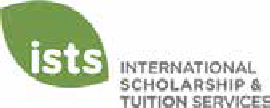 ists
INTERNATIONAL
SCHOLARSHIP &
TUITION SERVICES